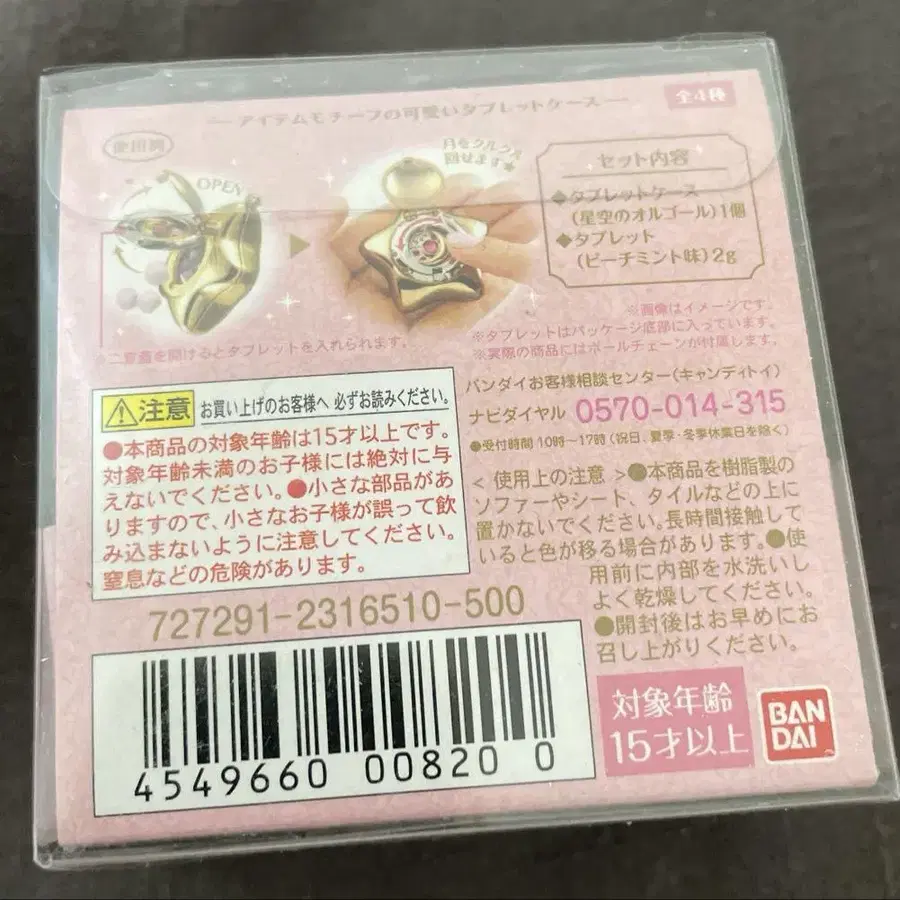 アイテムモチーフの可愛いタブレットケース
全4種
使用例
OPEN
月をクルクル
回せます★
セット内容
◆タブレットケース
(星空のオルゴール)1個
◆タブレット
(ピーチミント味)2g
※二重蓋を開けるとタブレットを入れられます。
※画像はイメージです。
※タブレットはパッケージ底部に入っています。
※実際の商品にはボールチェーンが付属します。
バンダイお客様相談センター(キャンディトイ)
ナビダイヤル 0570-014-315
●受付時間 10時〜17時(祝日、夏季・冬季休業日を除く)
注意 お買い上げのお客様へ 必ずお読みください。
●本商品の対象年齢は15才以上です。
対象年齢未満のお子様には絶対に与
えないでください。●小さな部品があ
りますので、小さなお子様が誤って飲
み込まないように注意してください。
窒息などの危険があります。
<使用上の注意>●本商品を樹脂製の
ソファーやシート、タイルなどの上に
置かないでください。長時間接触して
いると色が移る場合があります。●使
用前に内部を水洗いし
よく乾燥してください。
●開封後はお早めにお
召し上がりください。
727291-2316510-500
4549660 00820 0
対象年齢
15才以上
BAN
DAI